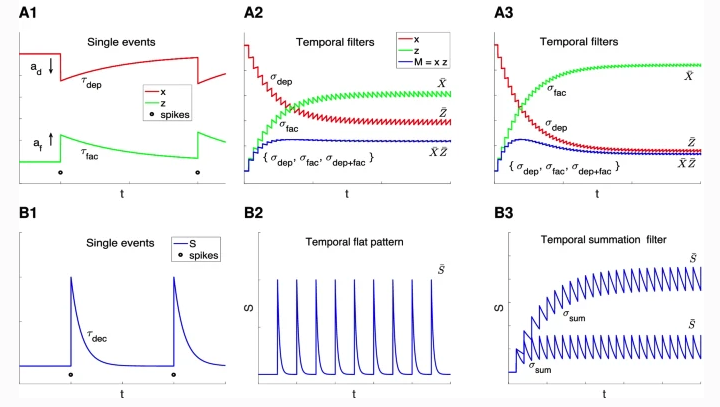 A1
Single events
a_d
τ_dep
x
z
spikes
a_f
τ_fac
t
A2
Temporal filters
x
z
M = x z
σ_dep
X̄
σ_fac
Z̄
X̄ Z̄
{ σ_dep , σ_fac , σ_dep+fac }
t
A3
Temporal filters
X̄
σ_fac
σ_dep
Z̄
X̄ Z̄
{ σ_dep , σ_fac , σ_dep+fac }
t
B1
Single events
S
spikes
τ_dec
t
B2
Temporal flat pattern
S̄
S
t
B3
Temporal summation filter
S̄
σ_sum
S
S̄
σ_sum
t